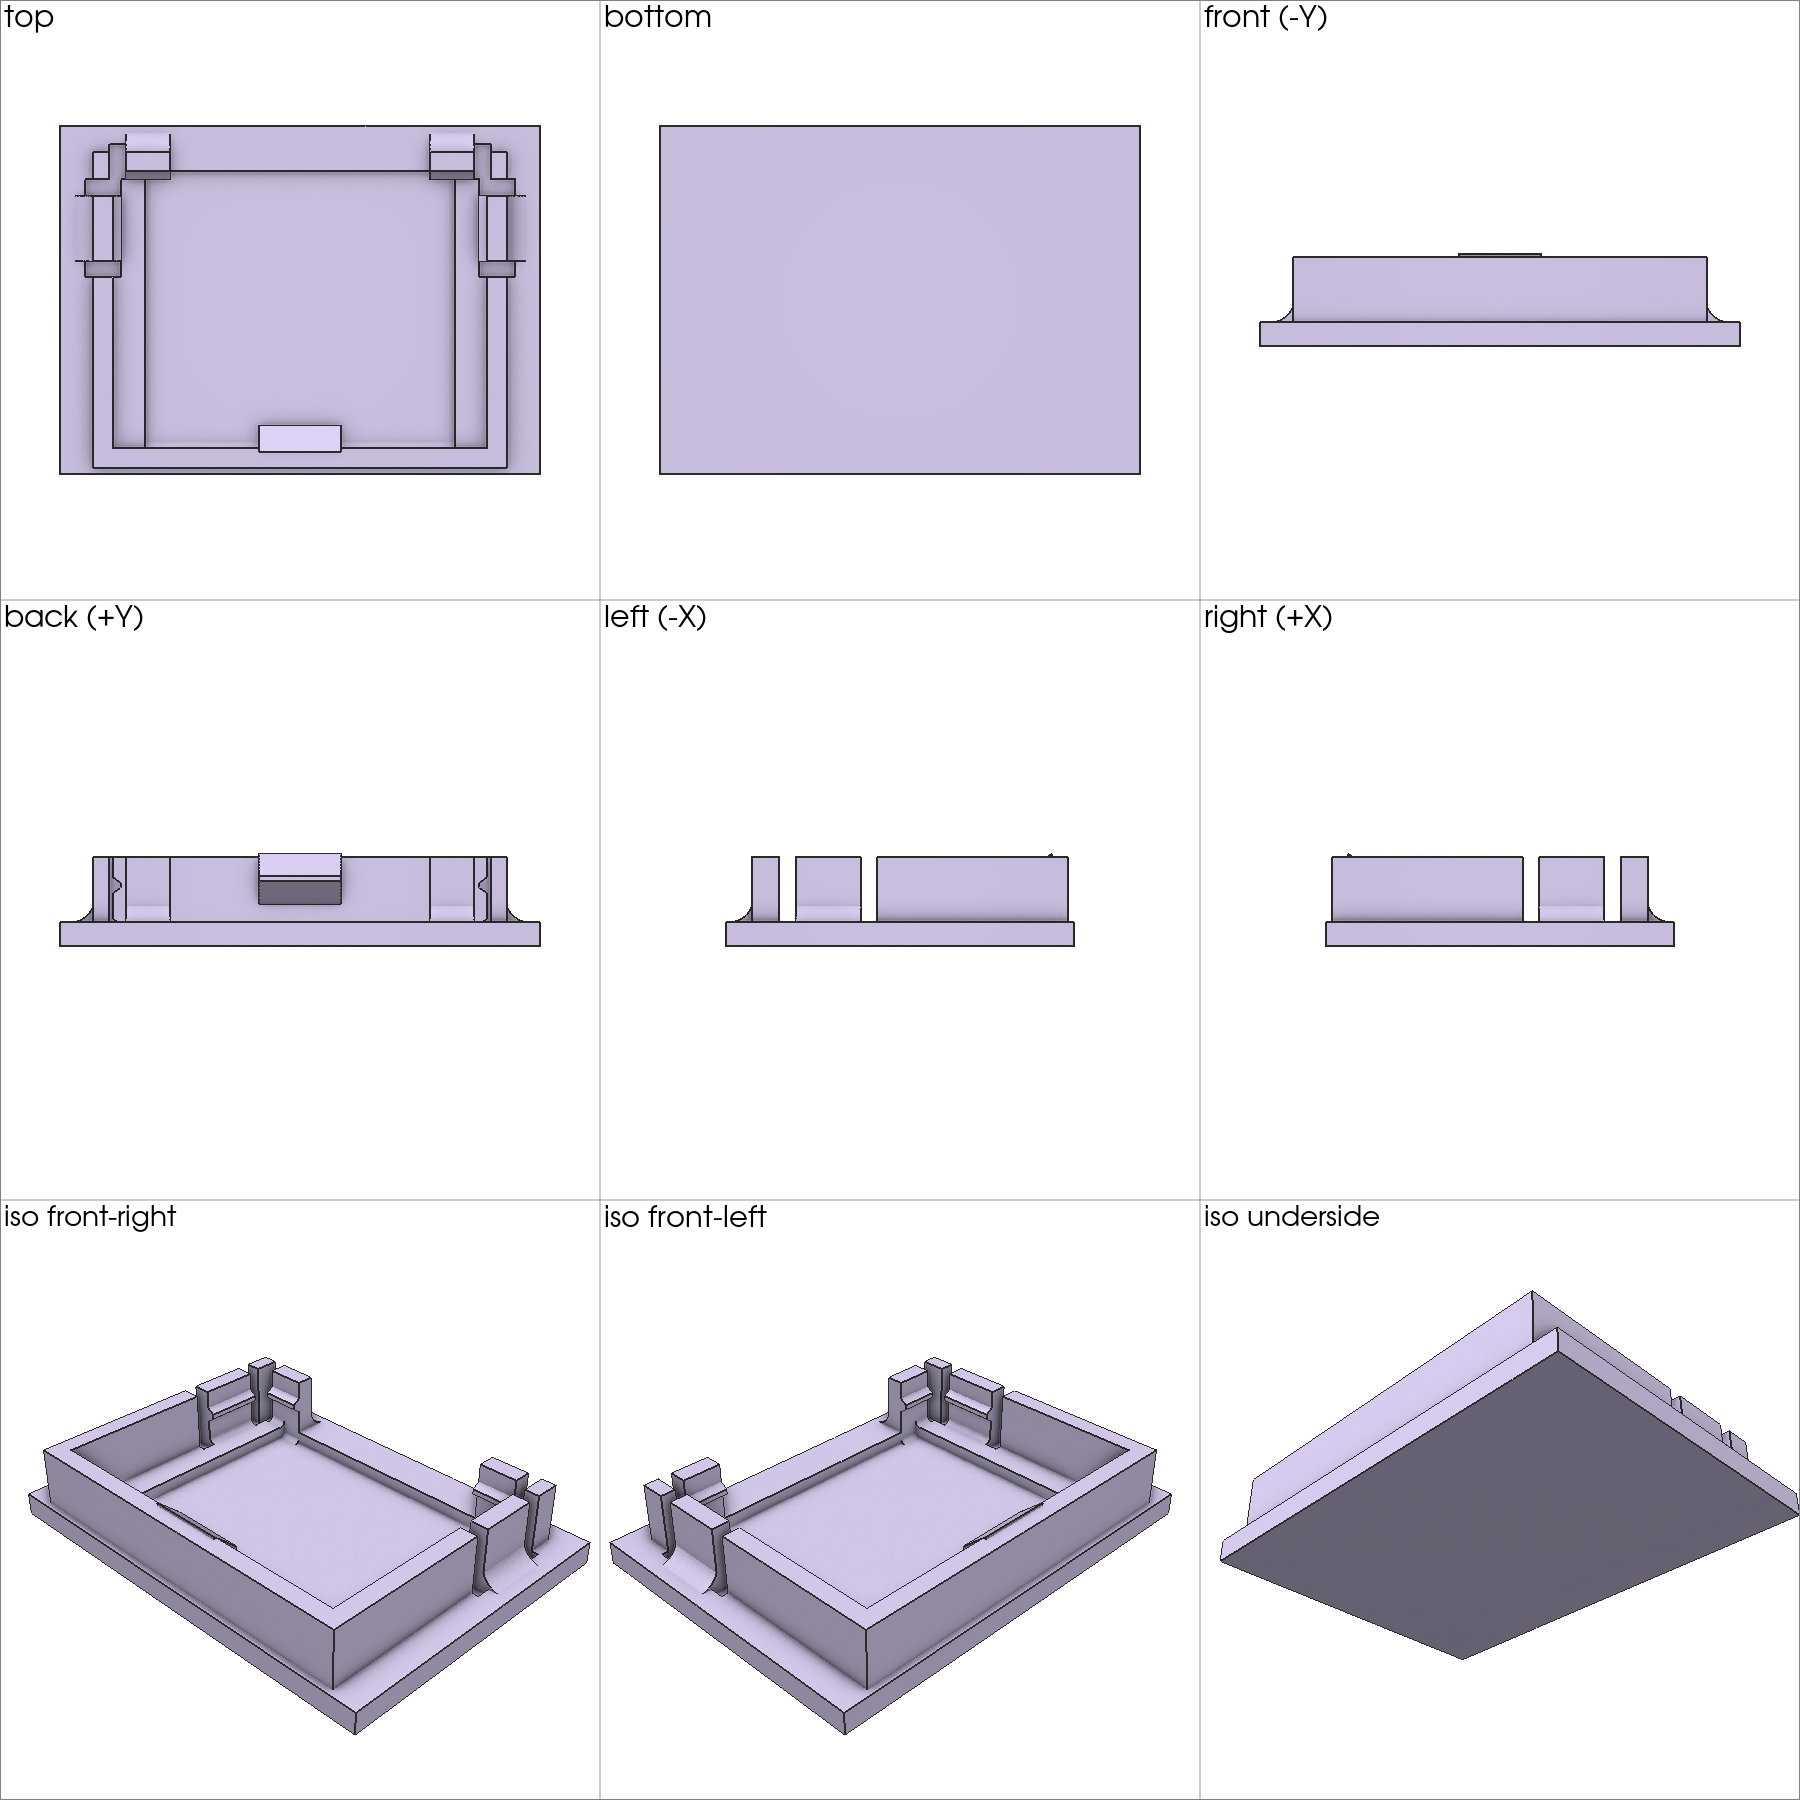 top
bottom
front (-Y)
back (+Y)
left (-X)
right (+X)
iso front-right
iso front-left
iso underside